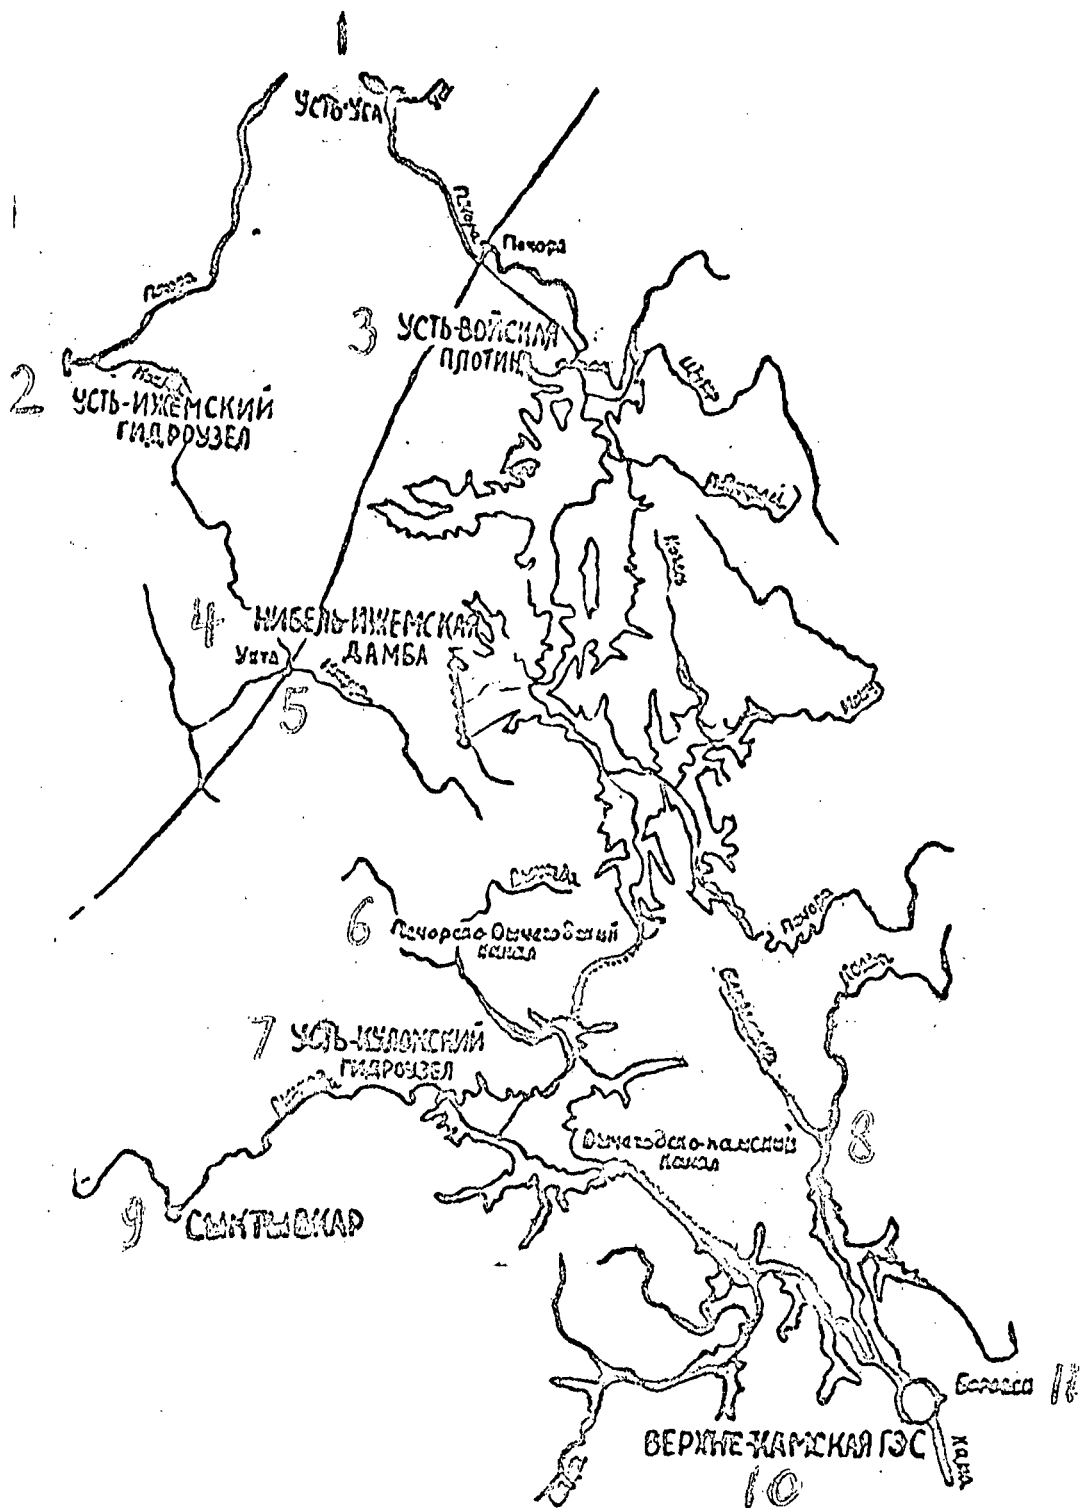 УСТЬ-УСА
Печора
Печора
Печора
3 УСТЬ-ВОЙСКАЯ
ПЛОТИНА
2 УСТЬ-ИЖЕМСКИЙ
ГИДРОУЗЕЛ
4 НИБЕЛЬ-ИЖЕМСКАЯ
ДАМБА
Ухта
5
Печора
6 Печорско-Вычегодский
канал
7 УСТЬ-КУЛОМСКИЙ
ГИДРОУЗЕЛ
8
Вычегодско-Камский
канал
9 СЫКТЫВКАР
11
ВЕРХНЕ-КАМСКАЯ ГЭС
10
Кама